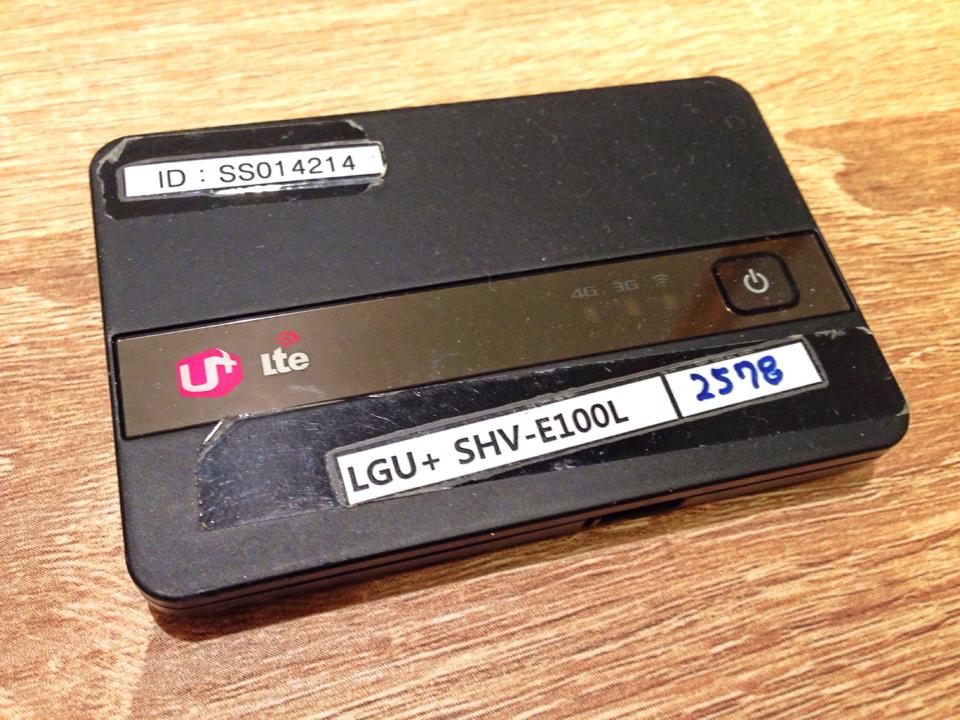 ID : SS014214
4G 3G
U+ Lte
LGU+ SHV-E100L 2578